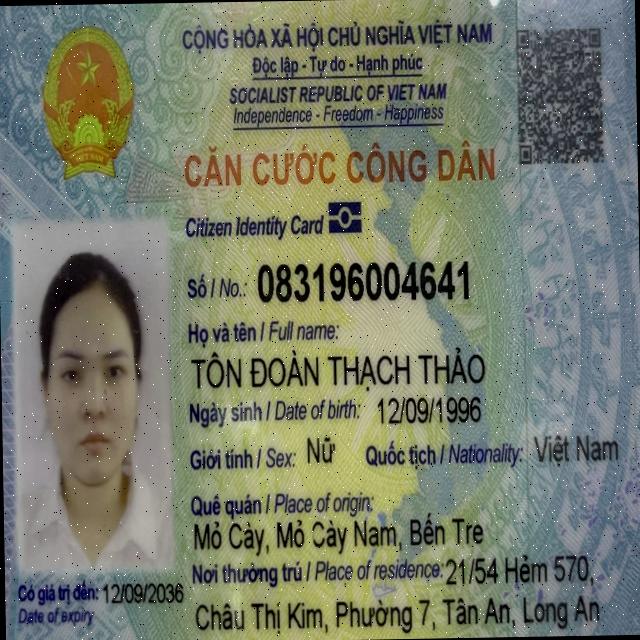 CỘNG HÒA XÃ HỘI CHỦ NGHĨA VIỆT NAM
Độc lập - Tự do - Hạnh phúc
SOCIALIST REPUBLIC OF VIET NAM
Independence - Freedom - Happiness
CĂN CƯỚC CÔNG DÂN
Citizen Identity Card
Số / No.: 083196004641
Họ và tên / Full name:
TÔN ĐOÀN THẠCH THẢO
Ngày sinh / Date of birth: 12/09/1996
Giới tính / Sex: Nữ Quốc tịch / Nationality: Việt Nam
Quê quán / Place of origin:
Mỏ Cày, Mỏ Cày Nam, Bến Tre
Nơi thường trú / Place of residence: 21/54 Hẻm 570,
Châu Thị Kim, Phường 7, Tân An, Long An
Có giá trị đến: 12/09/2036
Date of expiry